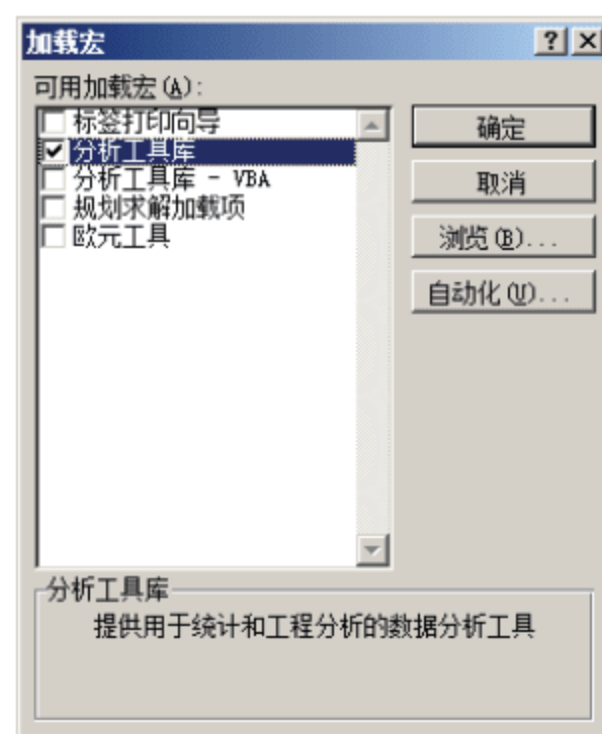 加载宏
可用加载宏(A):
标签打印向导
分析工具库
分析工具库 - VBA
规划求解加载项
欧元工具
确定
取消
浏览(B)...
自动化(U)...
分析工具库
提供用于统计和工程分析的数据分析工具